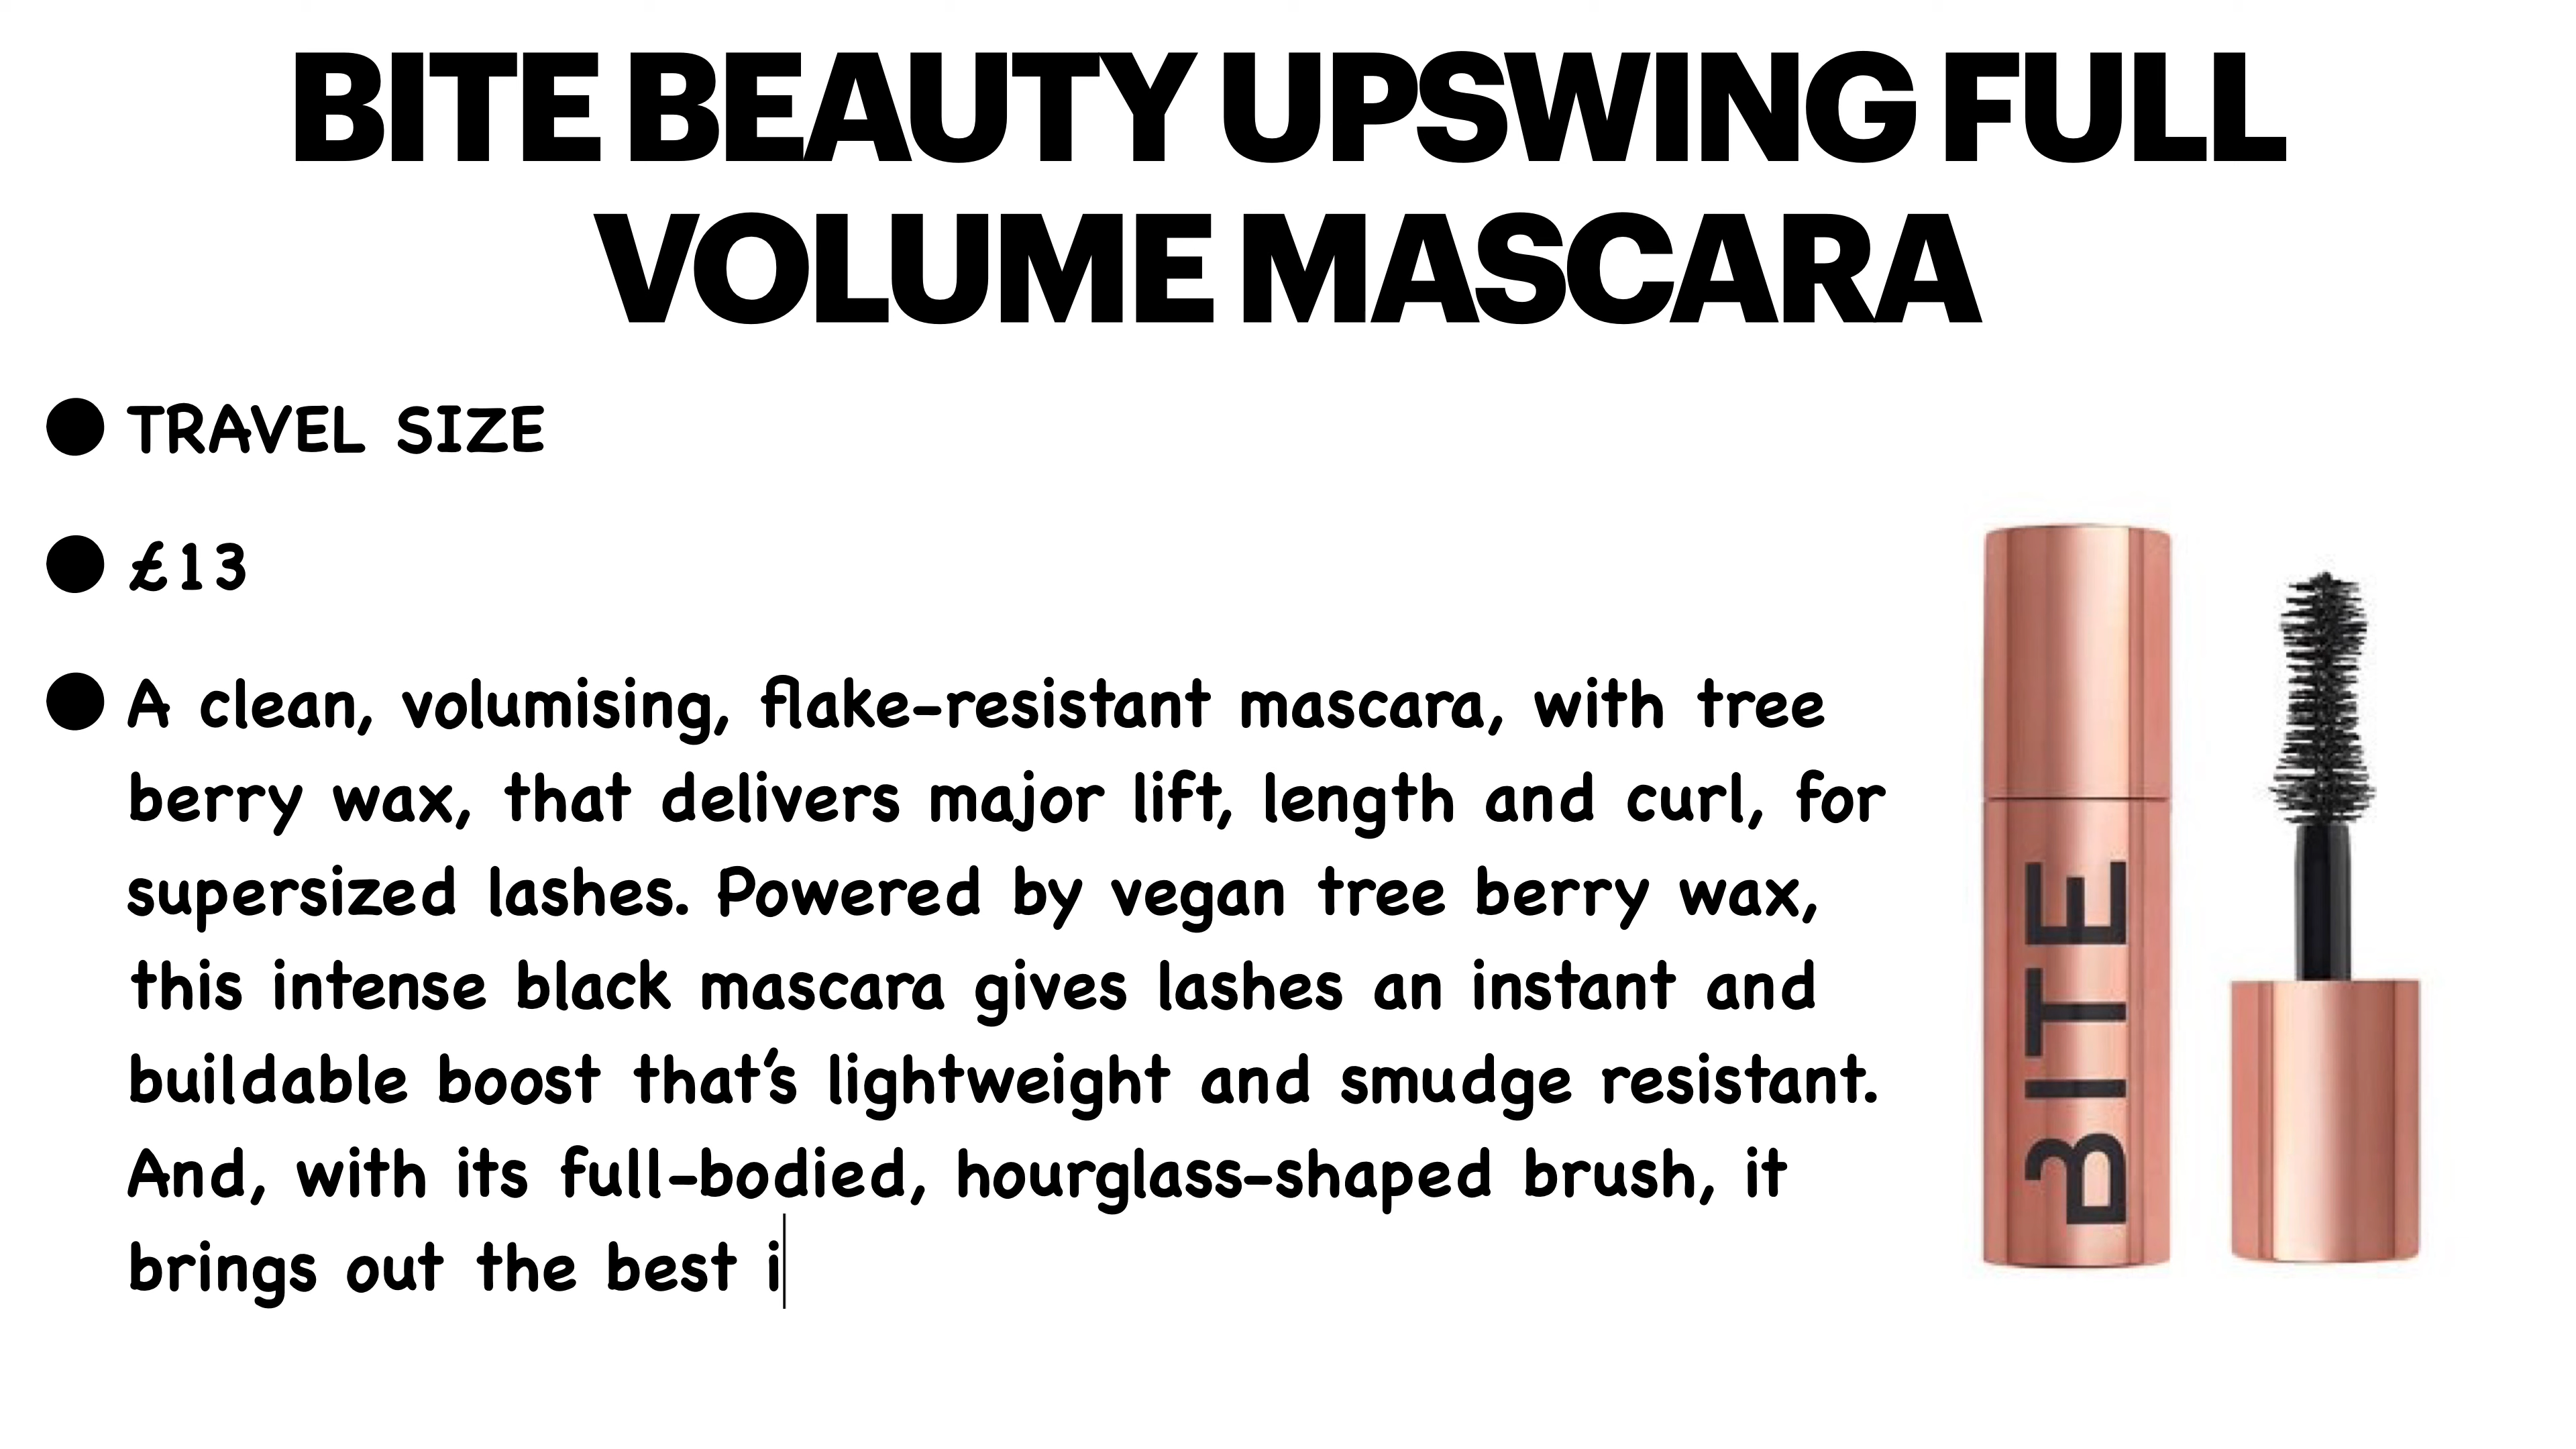 BITE BEAUTY UPSWING FULL
VOLUME MASCARA
● TRAVEL SIZE
● £13
● A clean, volumising, flake-resistant mascara, with tree
berry wax, that delivers major lift, length and curl, for
supersized lashes. Powered by vegan tree berry wax,
this intense black mascara gives lashes an instant and
buildable boost that’s lightweight and smudge resistant.
And, with its full-bodied, hourglass-shaped brush, it
brings out the best i
BITE